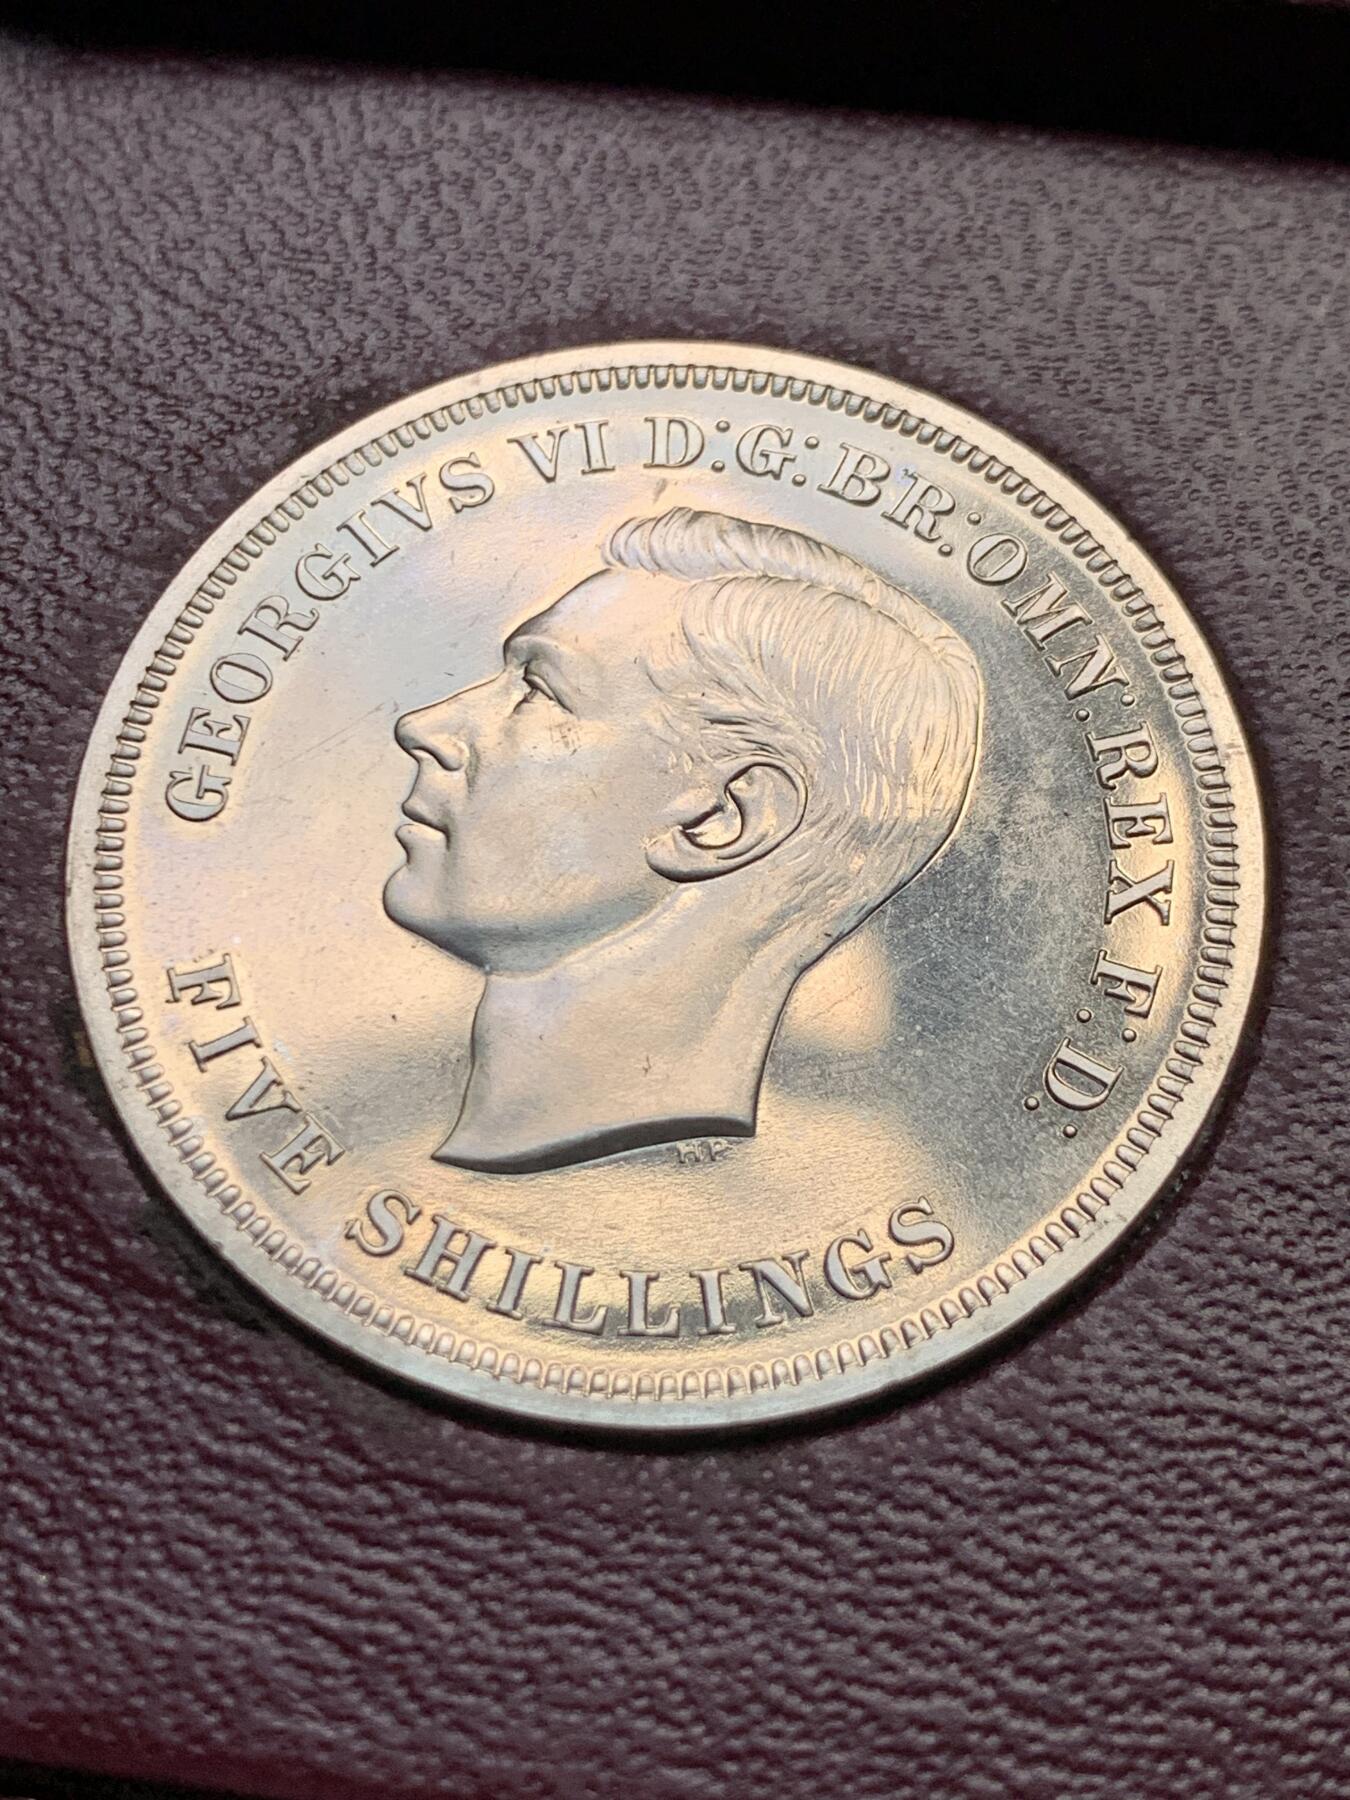 GEORGIVS VI D:G:BR:OMN:REX F:D:
FIVE SHILLINGS
HP